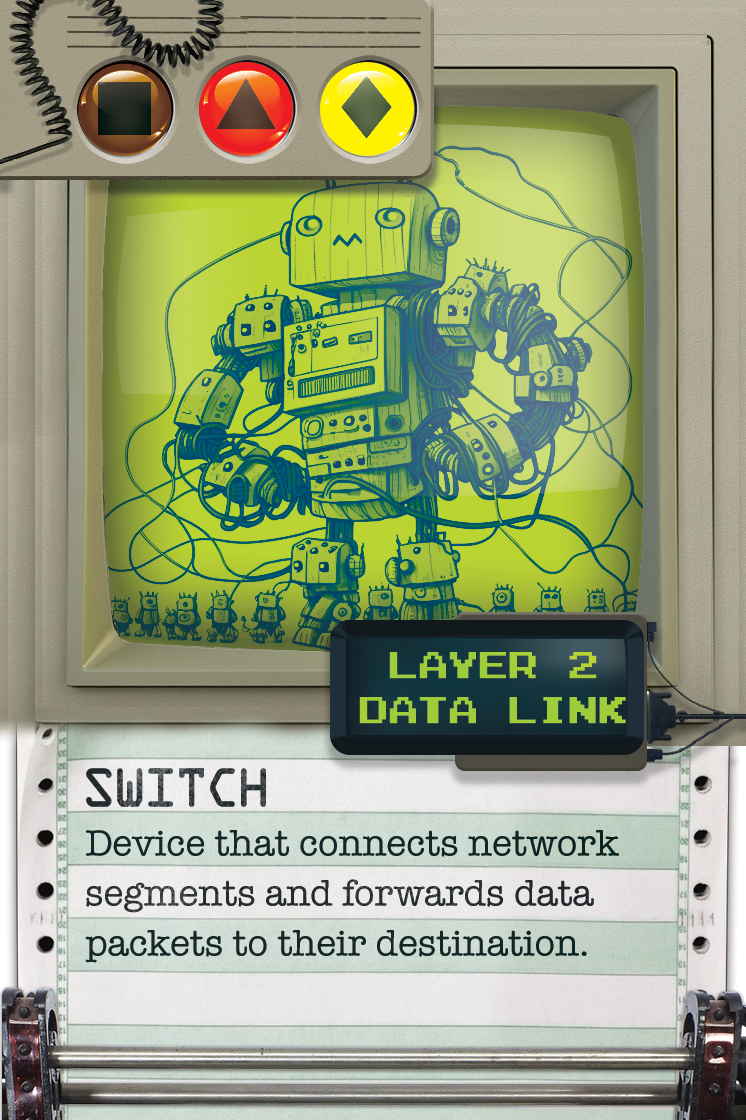 LAYER 2
DATA LINK
SWITCH
Device that connects network
segments and forwards data
packets to their destination.